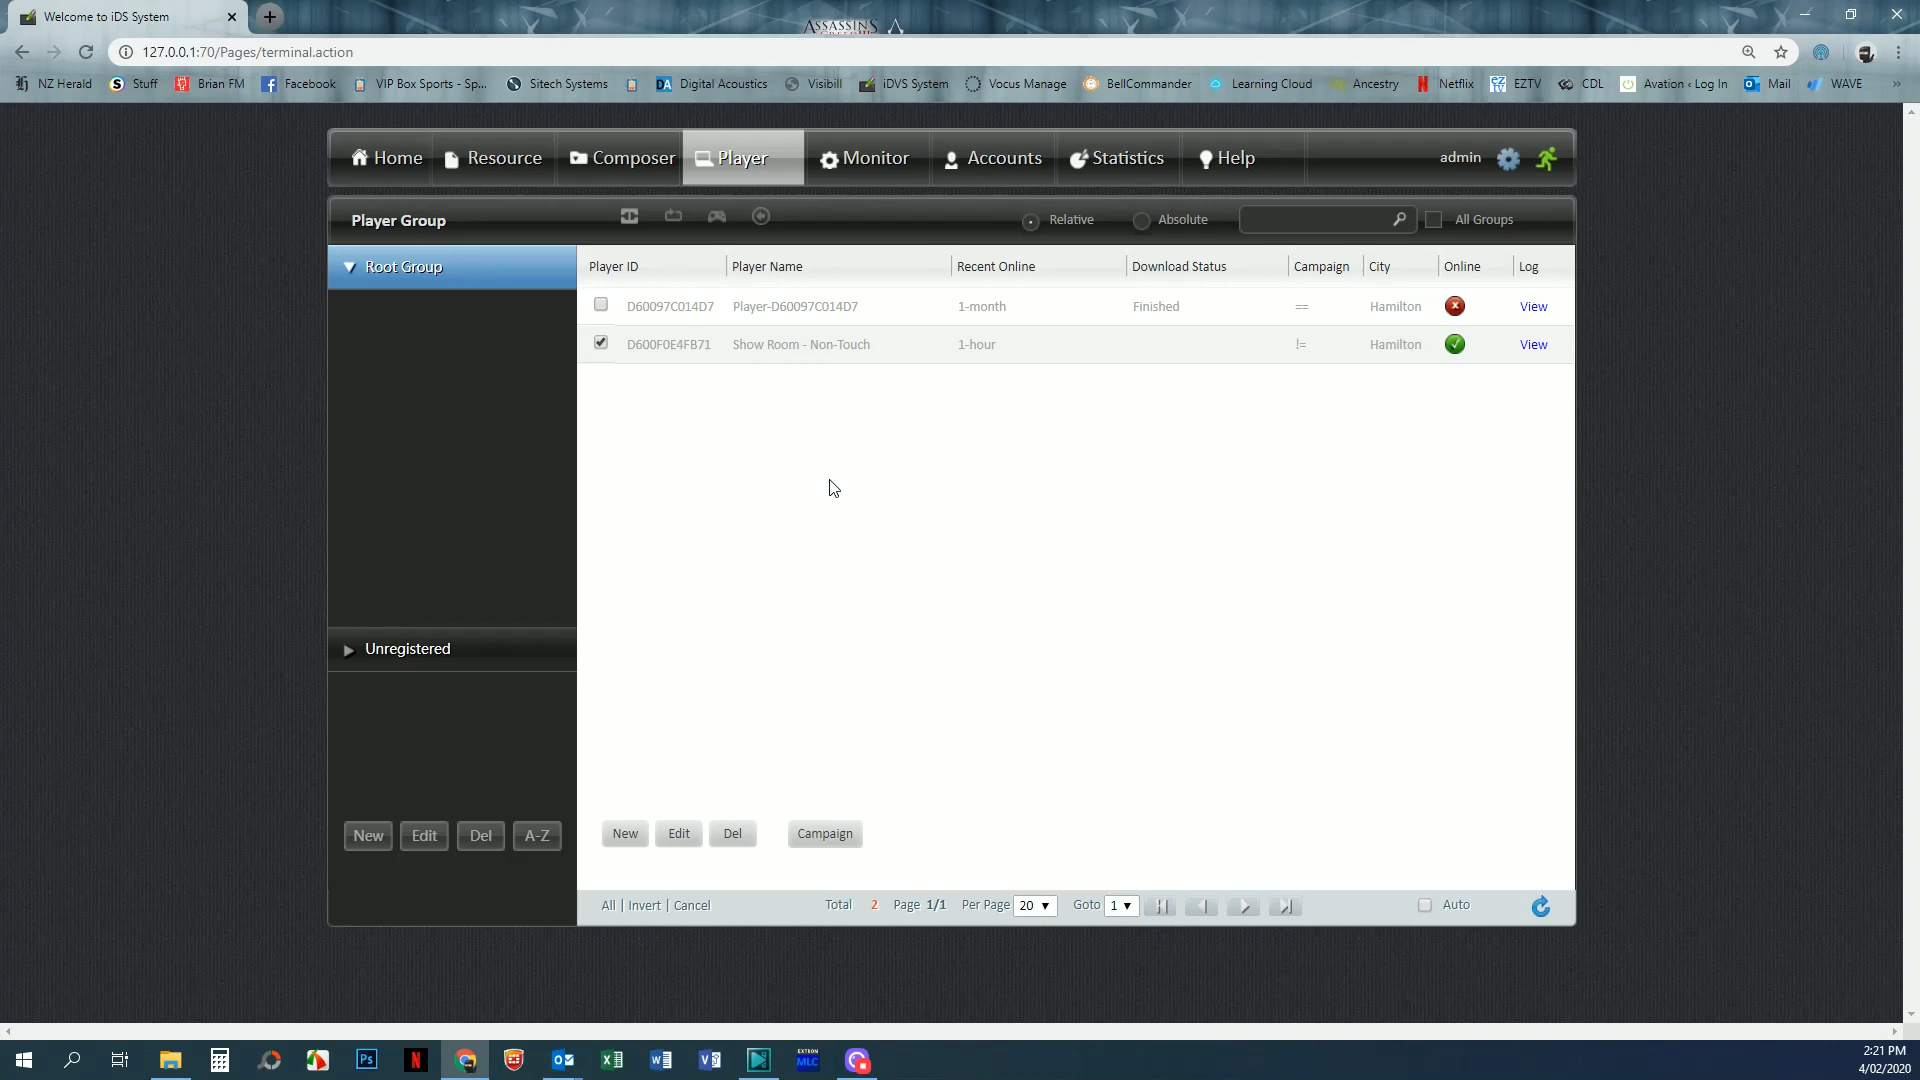 Welcome to iDS System
ASSASSINS
127.0.0.1:70/Pages/terminal.action
NZ Herald Stuff Brian FM Facebook VIP Box Sports - Sp... Sitech Systems DA Digital Acoustics Visibill iDVS System Vocus Manage BellCommander Learning Cloud Ancestry Netflix EZTV CDL Avation ‹ Log In Mail WAVE »
Home Resource Composer Player Monitor Accounts Statistics Help admin
Player Group Relative Absolute All Groups
Root Group
Player ID Player Name Recent Online Download Status Campaign City Online Log
D60097C014D7 Player-D60097C014D7 1-month Finished == Hamilton View
D600F0E4FB71 Show Room - Non-Touch 1-hour != Hamilton View
Unregistered
New Edit Del A-Z
New Edit Del Campaign
All | Invert | Cancel Total 2 Page 1/1 Per Page 20 Goto 1 Auto
Ps N EXTRON MLC
2:21 PM
4/02/2020